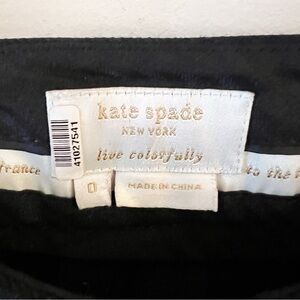 kate spade
NEW YORK
live colorfully
41027541
france
to the
0
MADE IN CHINA